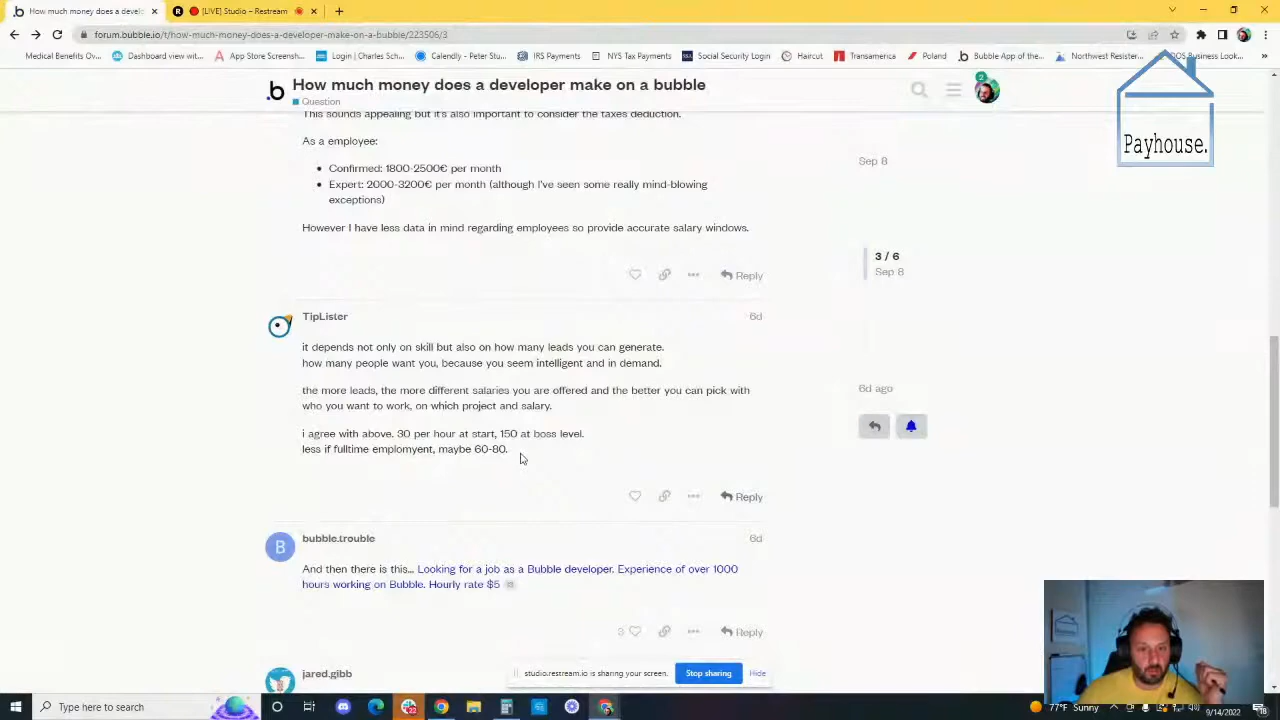 How much money does a develo
[LIVE] Studio - Restream
forum.bubble.io/t/how-much-money-does-a-developer-make-on-a-bubble/223506/3
Medical Benefits Ov...
Dashboard view - visi...
App Store Screensho...
Login | Charles Sch...
Calendly - Peter Stu...
IRS Payments
NYS Tax Payments
Social Security Login
Haircut
Transamerica
Poland
Bubble App of the...
Northwest Resister...
DOS Business Look...
»
.b
How much money does a developer make on a bubble
Question
2
Payhouse.
This sounds appealing but it's also important to consider the taxes deduction.
As a employee:
Confirmed: 1800-2500€ per month
Expert: 2000-3200€ per month (although I've seen some really mind-blowing
exceptions)
However I have less data in mind regarding employees so provide accurate salary windows.
Reply
Sep 8
3 / 6
Sep 8
6d ago
TipLister
6d
it depends not only on skill but also on how many leads you can generate.
how many people want you, because you seem intelligent and in demand.
the more leads, the more different salaries you are offered and the better you can pick with
who you want to work, on which project and salary.
i agree with above. 30 per hour at start, 150 at boss level.
less if fulltime emplomyent, maybe 60-80.
Reply
B
bubble.trouble
6d
And then there is this... Looking for a job as a Bubble developer. Experience of over 1000
hours working on Bubble. Hourly rate $5
3
Reply
jared.gibb
studio.restream.io is sharing your screen.
Stop sharing
Hide
Type here to search
77°F Sunny
9/14/2022